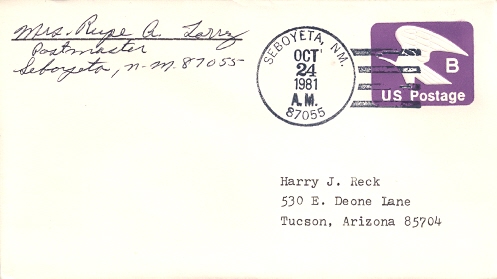 Mrs. Rupe A. Larry
Postmaster
Seboyeta, N-M. 87055
SEBOYETA, N.M.
OCT
24
1981
A.M.
87055
B
US Postage
Harry J. Reck
530 E. Deone Lane
Tucson, Arizona 85704